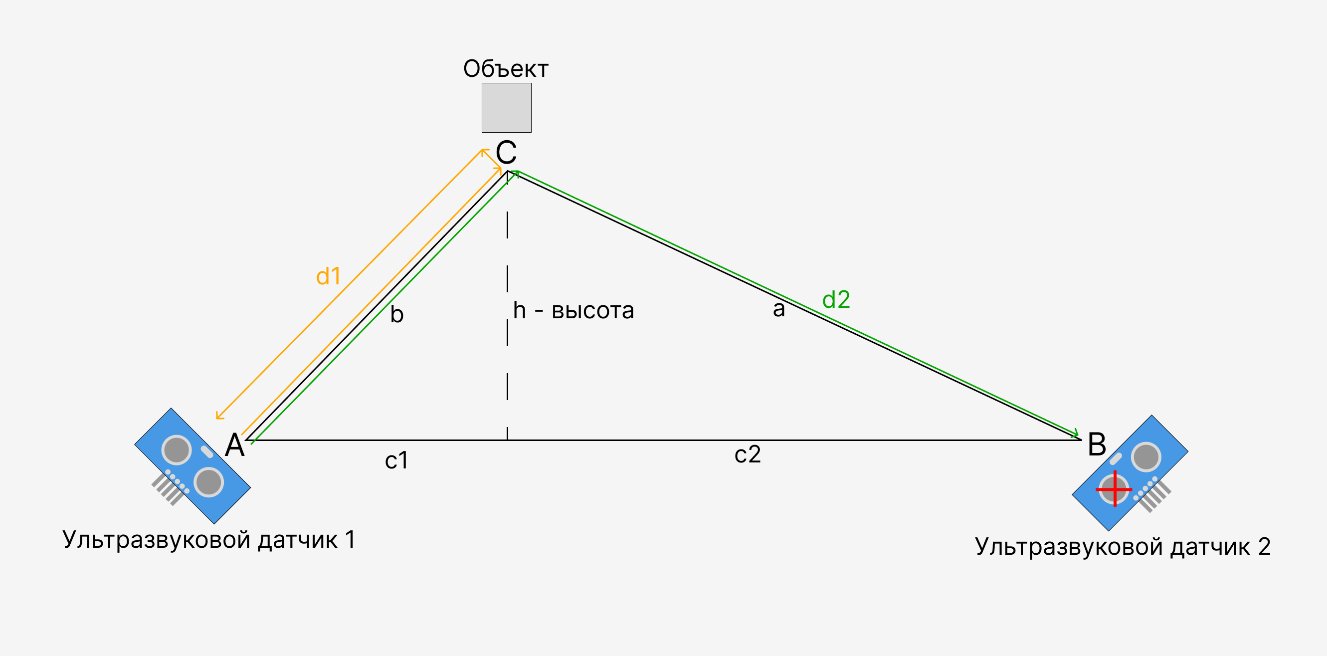 Объект
C
d1
b
h - высота
a
d2
A
B
c1
c2
Ультразвуковой датчик 1
Ультразвуковой датчик 2